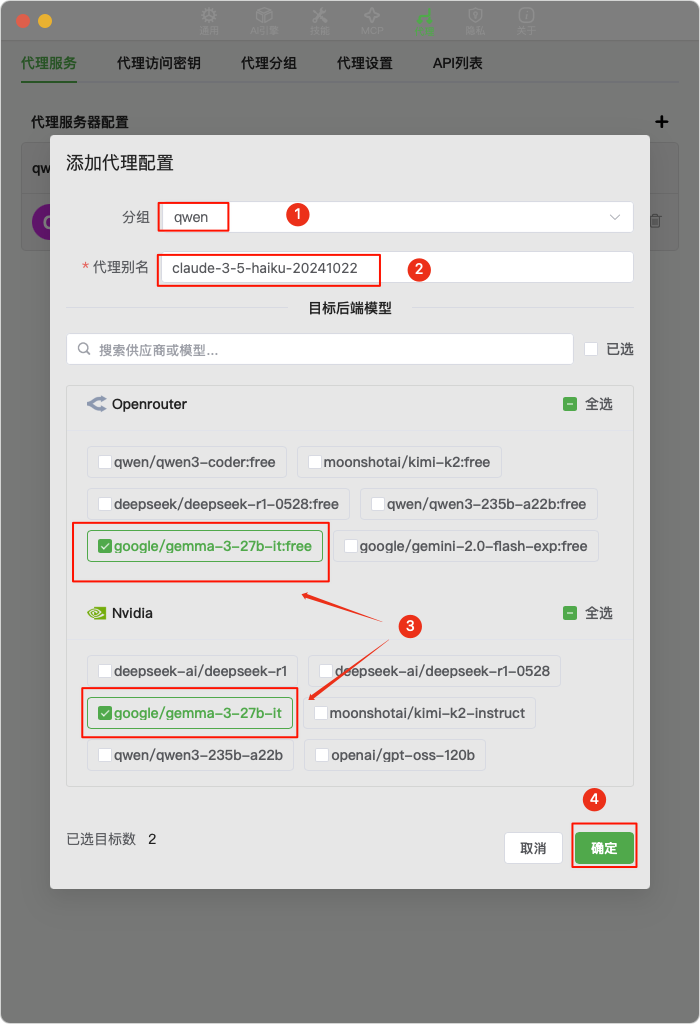 通用 AI引擎 技能 MCP 代理 隐私 关于
代理服务 代理访问密钥 代理分组 代理设置 API列表
代理服务器配置 +
qw
添加代理配置
分组 qwen 1
* 代理别名 claude-3-5-haiku-20241022 2
目标后端模型
搜索供应商或模型... 已选
Openrouter 全选
qwen/qwen3-coder:free moonshotai/kimi-k2:free
deepseek/deepseek-r1-0528:free qwen/qwen3-235b-a22b:free
google/gemma-3-27b-it:free google/gemini-2.0-flash-exp:free
Nvidia 全选
3
deepseek-ai/deepseek-r1 deepseek-ai/deepseek-r1-0528
google/gemma-3-27b-it moonshotai/kimi-k2-instruct
qwen/qwen3-235b-a22b openai/gpt-oss-120b
4
已选目标数 2
取消 确定